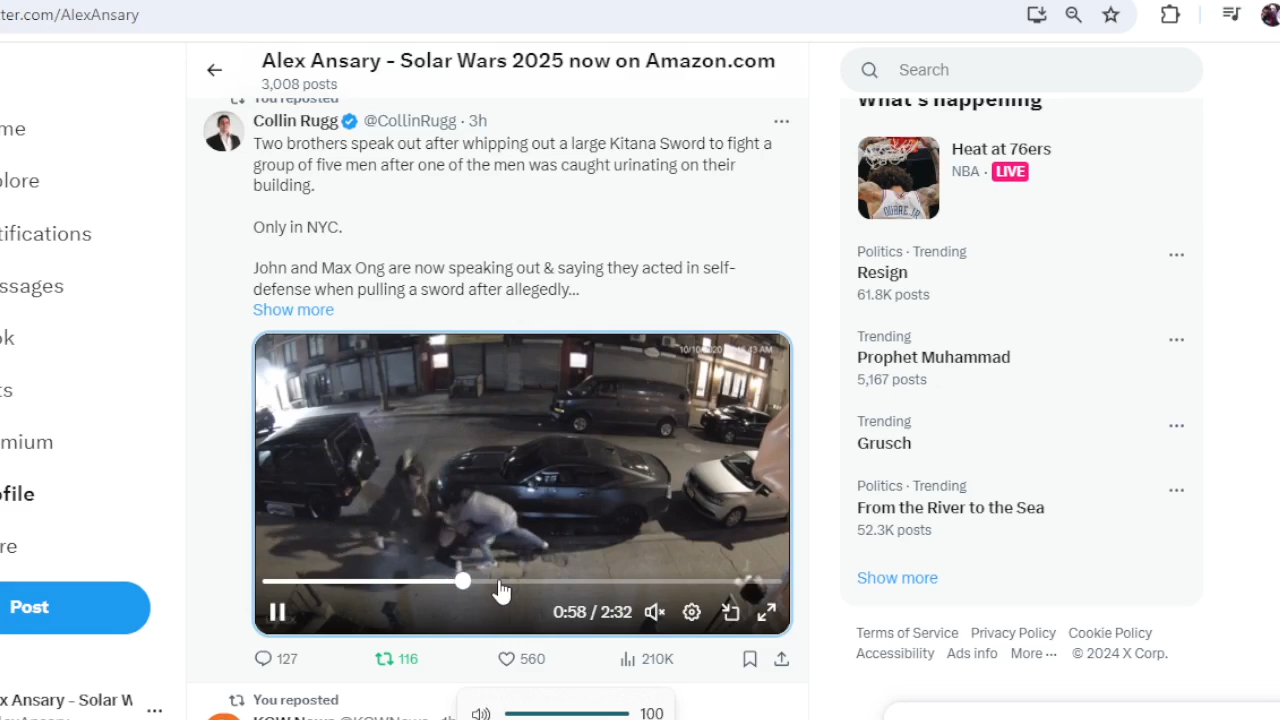 ter.com/AlexAnsary
Alex Ansary - Solar Wars 2025 now on Amazon.com
3,008 posts
Search
me
plore
tifications
ssages
ok
ts
emium
ofile
re
Post
x Ansary - Solar W
You reposted
Collin Rugg @CollinRugg · 3h
Two brothers speak out after whipping out a large Kitana Sword to fight a
group of five men after one of the men was caught urinating on their
building.
Only in NYC.
John and Max Ong are now speaking out & saying they acted in self-
defense when pulling a sword after allegedly...
Show more
0:58 / 2:32
127
116
560
210K
You reposted
100
What's happening
Heat at 76ers
NBA · LIVE
Politics · Trending
Resign
61.8K posts
Trending
Prophet Muhammad
5,167 posts
Trending
Grusch
Politics · Trending
From the River to the Sea
52.3K posts
Show more
Terms of Service Privacy Policy Cookie Policy
Accessibility Ads info More ··· © 2024 X Corp.